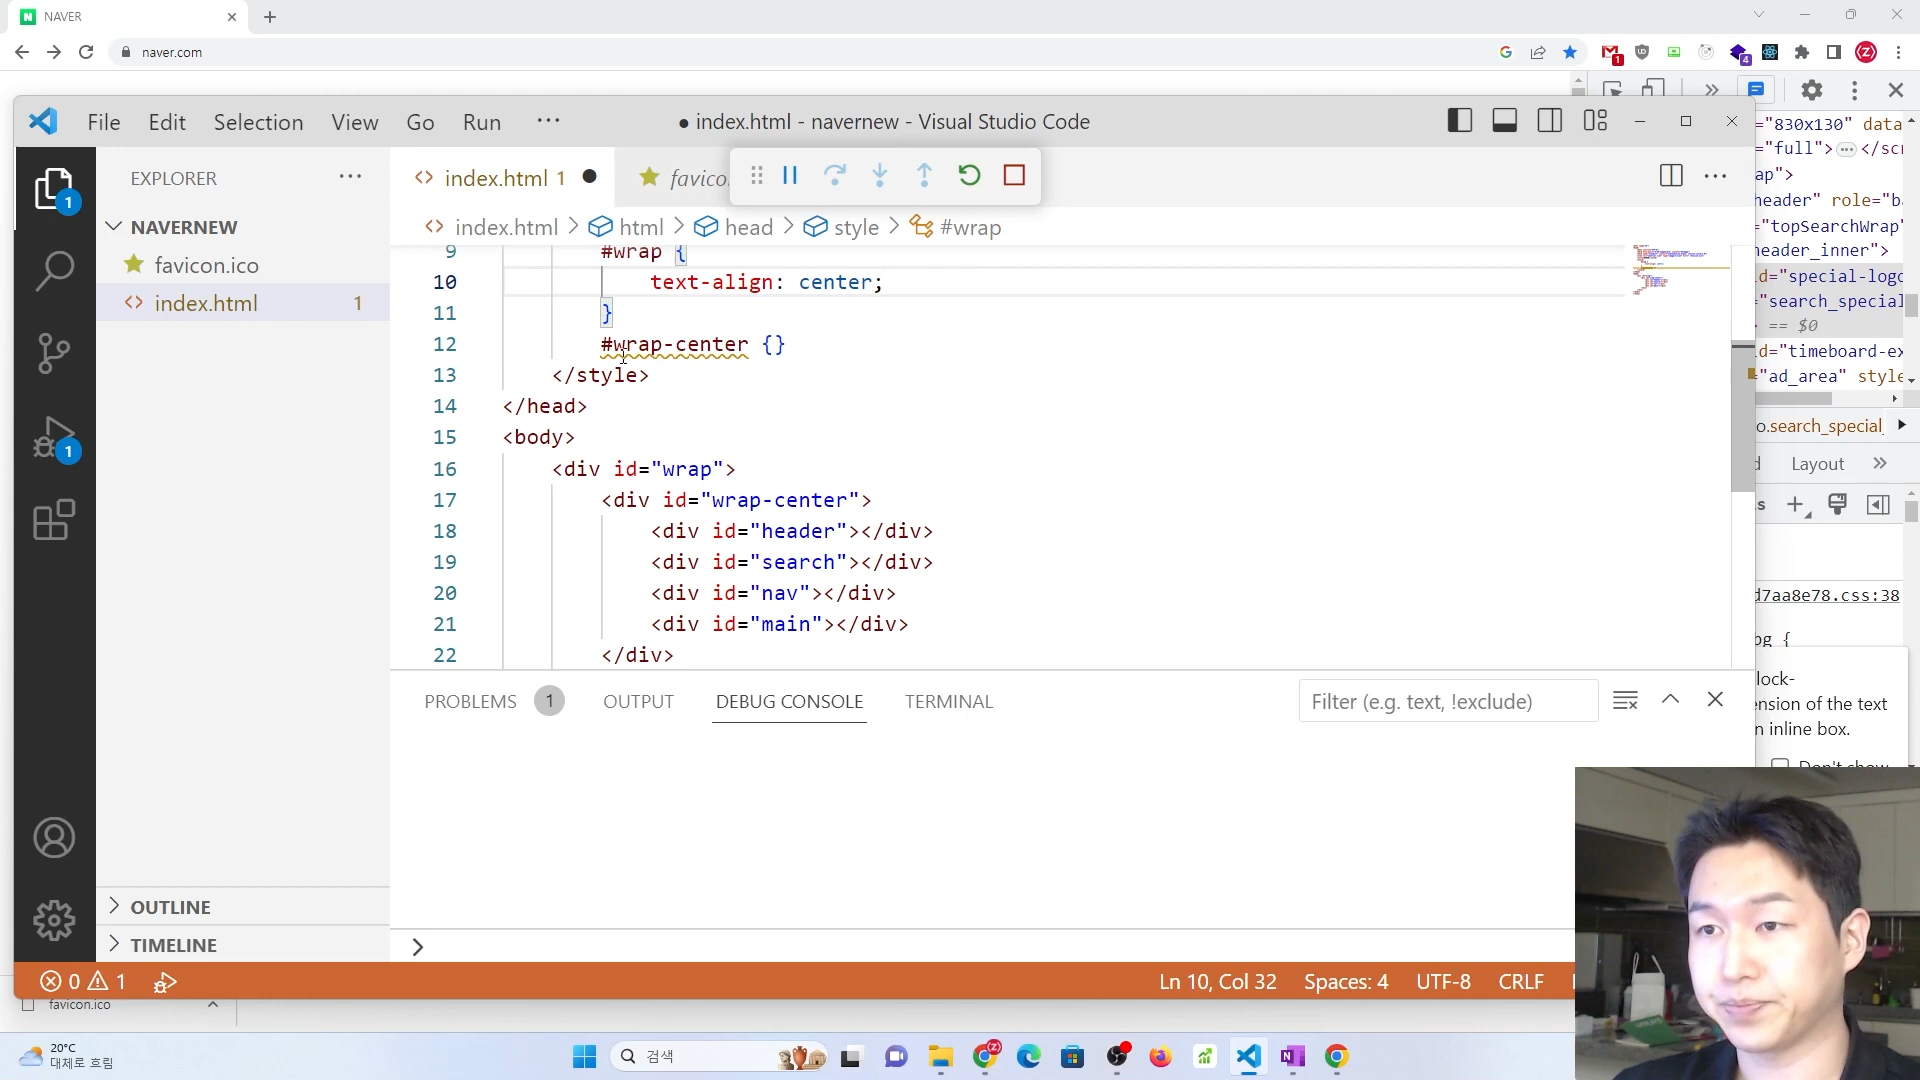 NAVER
naver.com
1
4
File Edit Selection View Go Run ···
● index.html - navernew - Visual Studio Code
EXPLORER
NAVERNEW
favicon.ico
index.html 1
1
1
OUTLINE
TIMELINE
index.html 1
favico
index.html > html > head > style > #wrap
9 #wrap {
10 text-align: center;
11 }
12 #wrap-center {}
13 </style>
14 </head>
15 <body>
16 <div id="wrap">
17 <div id="wrap-center">
18 <div id="header"></div>
19 <div id="search"></div>
20 <div id="nav"></div>
21 <div id="main"></div>
22 </div>
PROBLEMS 1 OUTPUT DEBUG CONSOLE TERMINAL
Filter (e.g. text, !exclude)
0 1
Ln 10, Col 32 Spaces: 4 UTF-8 CRLF
="830x130" data
="full">···</scr
ap">
header" role="ba
="topSearchWrap"
header_inner">
id="special-logo
"search_special
== $0
d="timeboard-ex
"ad_area" style
o.search_special
d Layout
s
d7aa8e78.css:38
og {
lock-
ension of the text
n inline box.
Don't show
favicon.ico
20°C
대체로 흐림
검색